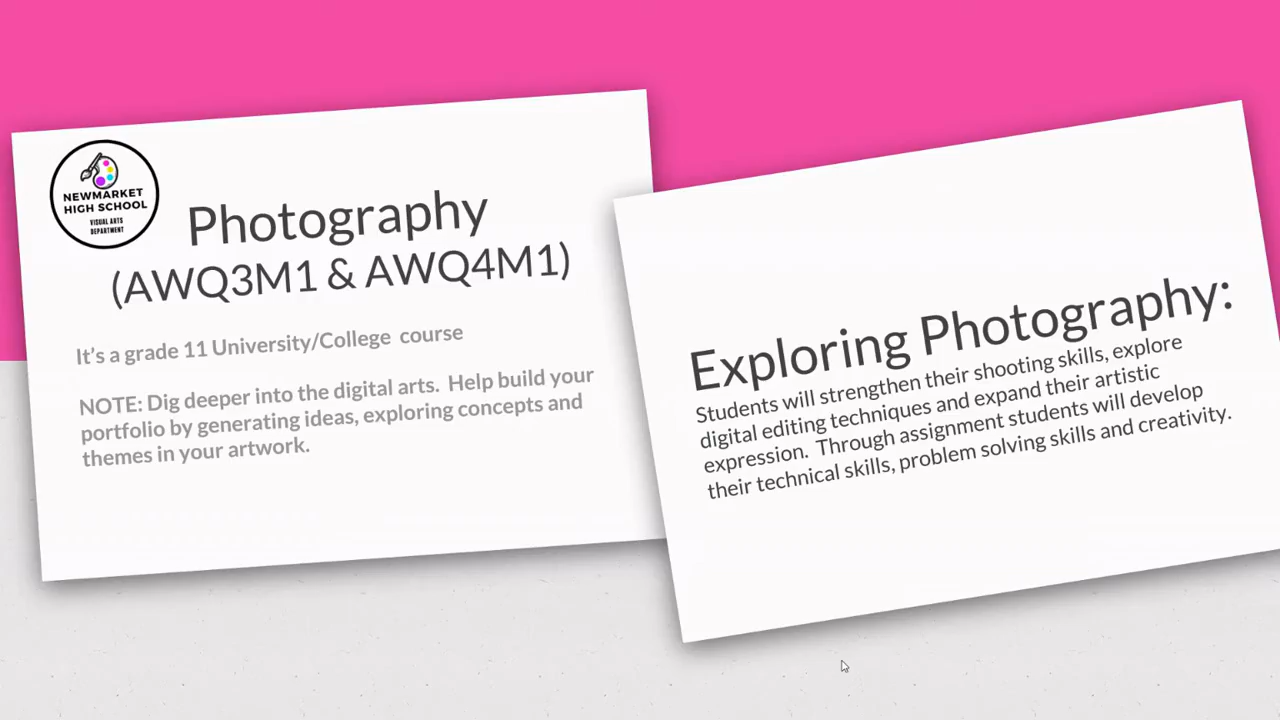 NEWMARKET
HIGH SCHOOL
VISUAL ARTS
DEPARTMENT
Photography
(AWQ3M1 & AWQ4M1)
It’s a grade 11 University/College course
NOTE: Dig deeper into the digital arts. Help build your
portfolio by generating ideas, exploring concepts and
themes in your artwork.
Exploring Photography:
Students will strengthen their shooting skills, explore
digital editing techniques and expand their artistic
expression. Through assignment students will develop
their technical skills, problem solving skills and creativity.